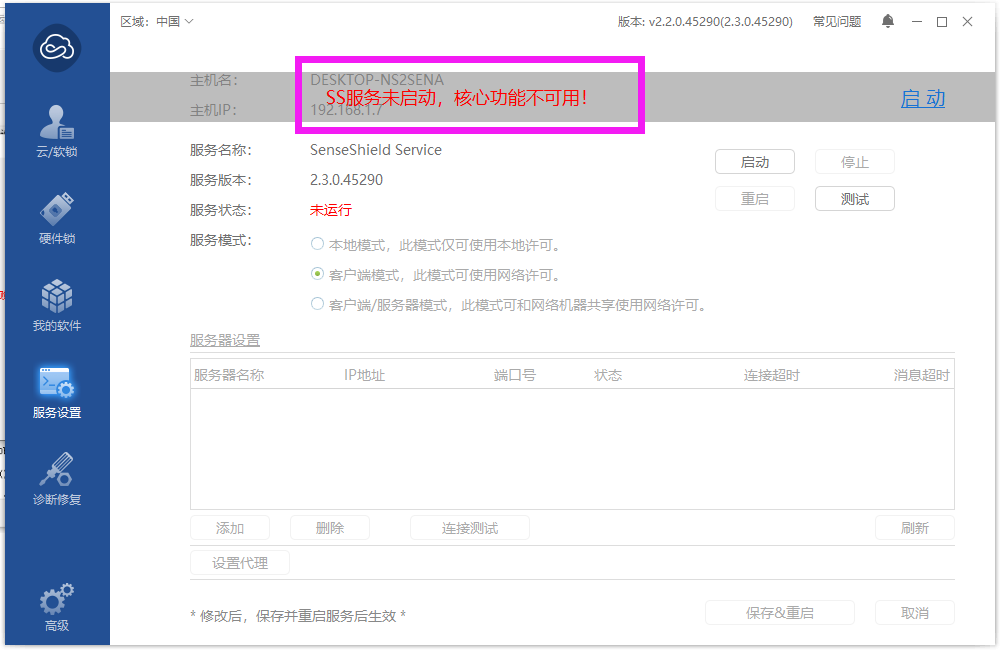 区域: 中国
版本: v2.2.0.45290(2.3.0.45290)
常见问题
云/软锁
硬件锁
我的软件
服务设置
诊断修复
高级
主机名: DESKTOP-NS2SENA
SS服务未启动，核心功能不可用！
启 动
主机IP: 192.168.1.7
服务名称: SenseShield Service
启动 停止
服务版本: 2.3.0.45290
重启 测试
服务状态: 未运行
服务模式: 本地模式，此模式仅可使用本地许可。
客户端模式，此模式可使用网络许可。
客户端/服务器模式，此模式可和网络机器共享使用网络许可。
服务器设置
服务器名称 IP地址 端口号 状态 连接超时 消息超时
添加 删除 连接测试 刷新
设置代理
* 修改后，保存并重启服务后生效 *
保存&重启 取消